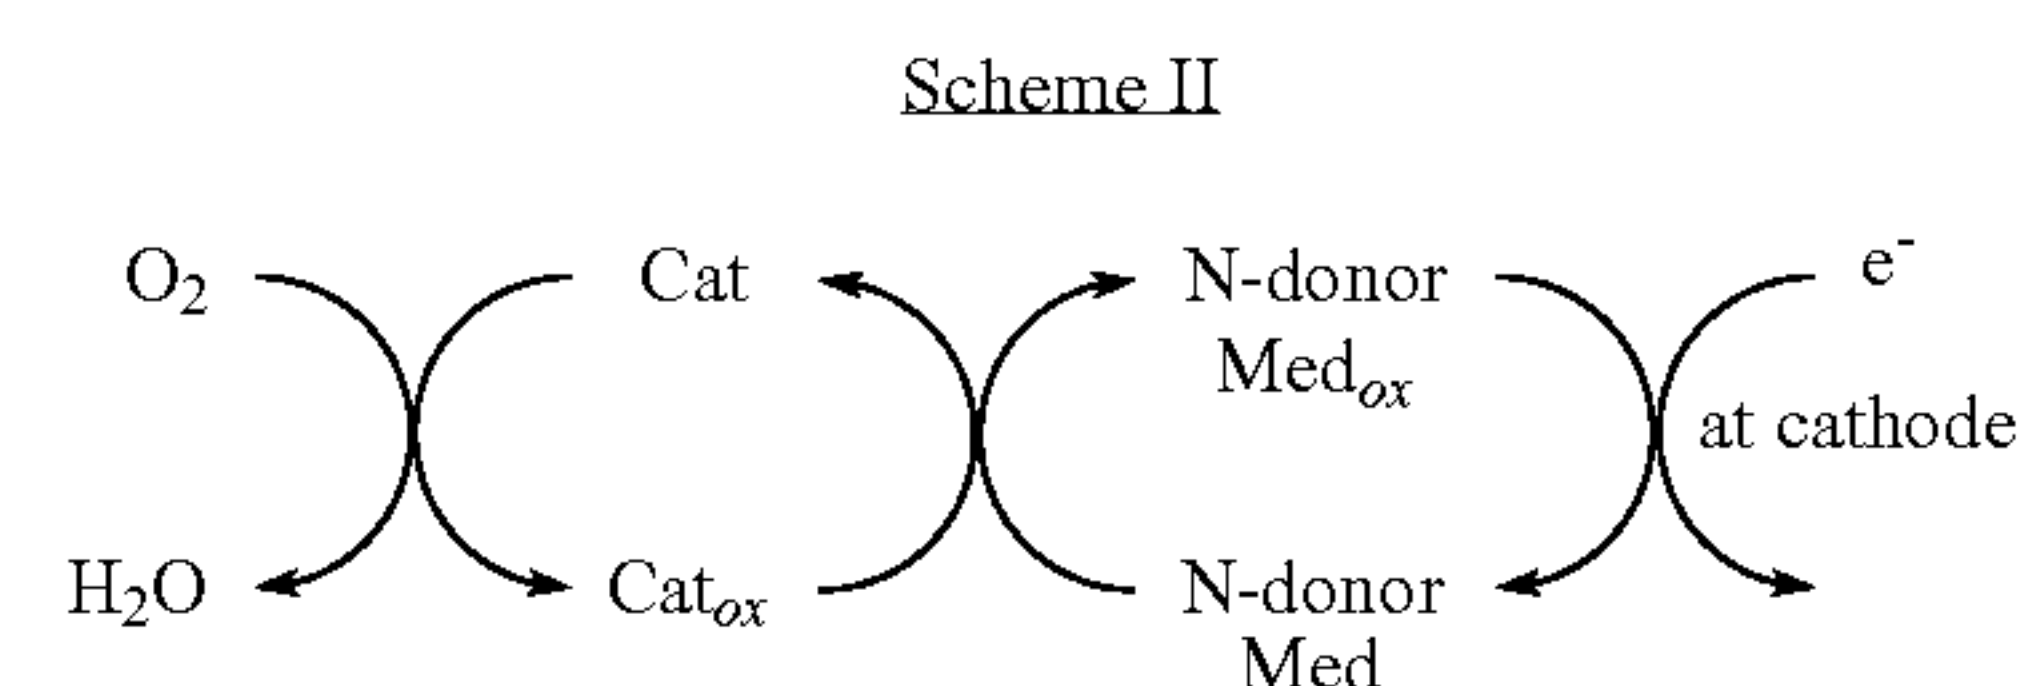 Scheme II
O₂ Cat N-donor e⁻
Medₒₓ
at cathode
H₂O Catₒₓ N-donor
Med